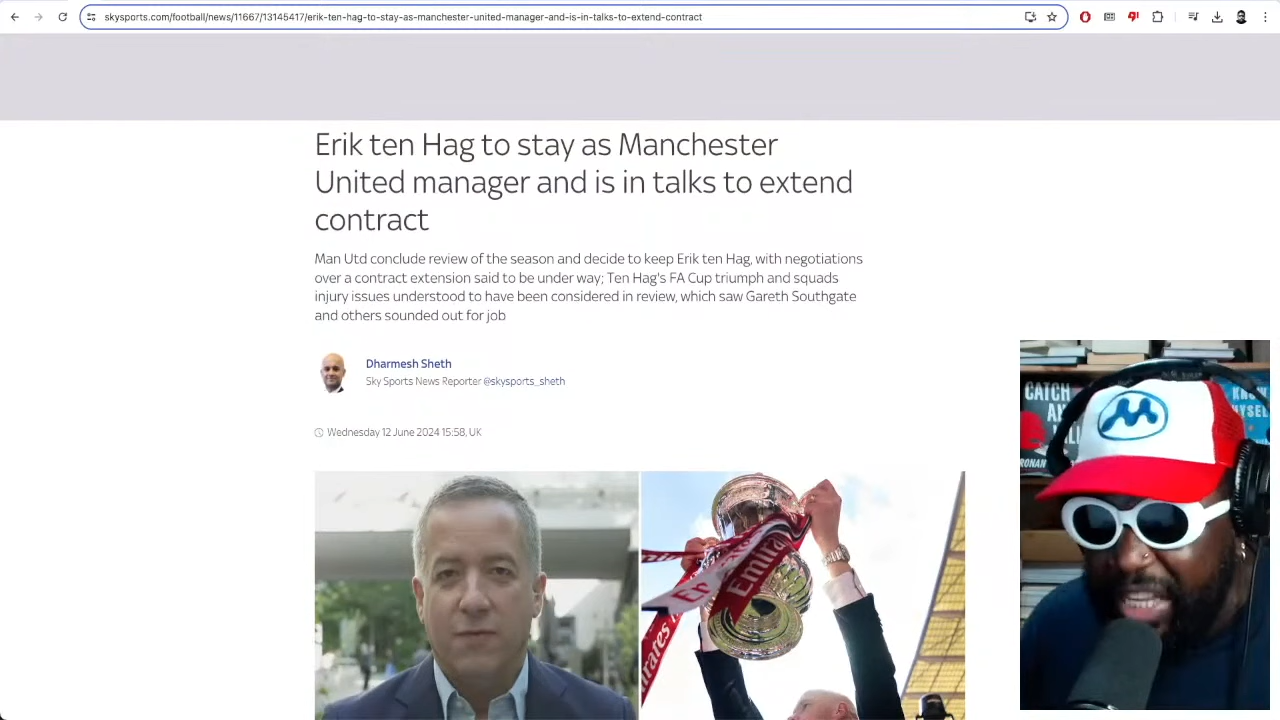 skysports.com/football/news/11667/13145417/erik-ten-hag-to-stay-as-manchester-united-manager-and-is-in-talks-to-extend-contract
Erik ten Hag to stay as Manchester
United manager and is in talks to extend
contract
Man Utd conclude review of the season and decide to keep Erik ten Hag, with negotiations
over a contract extension said to be under way; Ten Hag's FA Cup triumph and squads
injury issues understood to have been considered in review, which saw Gareth Southgate
and others sounded out for job
Dharmesh Sheth
Sky Sports News Reporter @skysports_sheth
Wednesday 12 June 2024 15:58, UK
Emirates
CATCH
RONAN
M